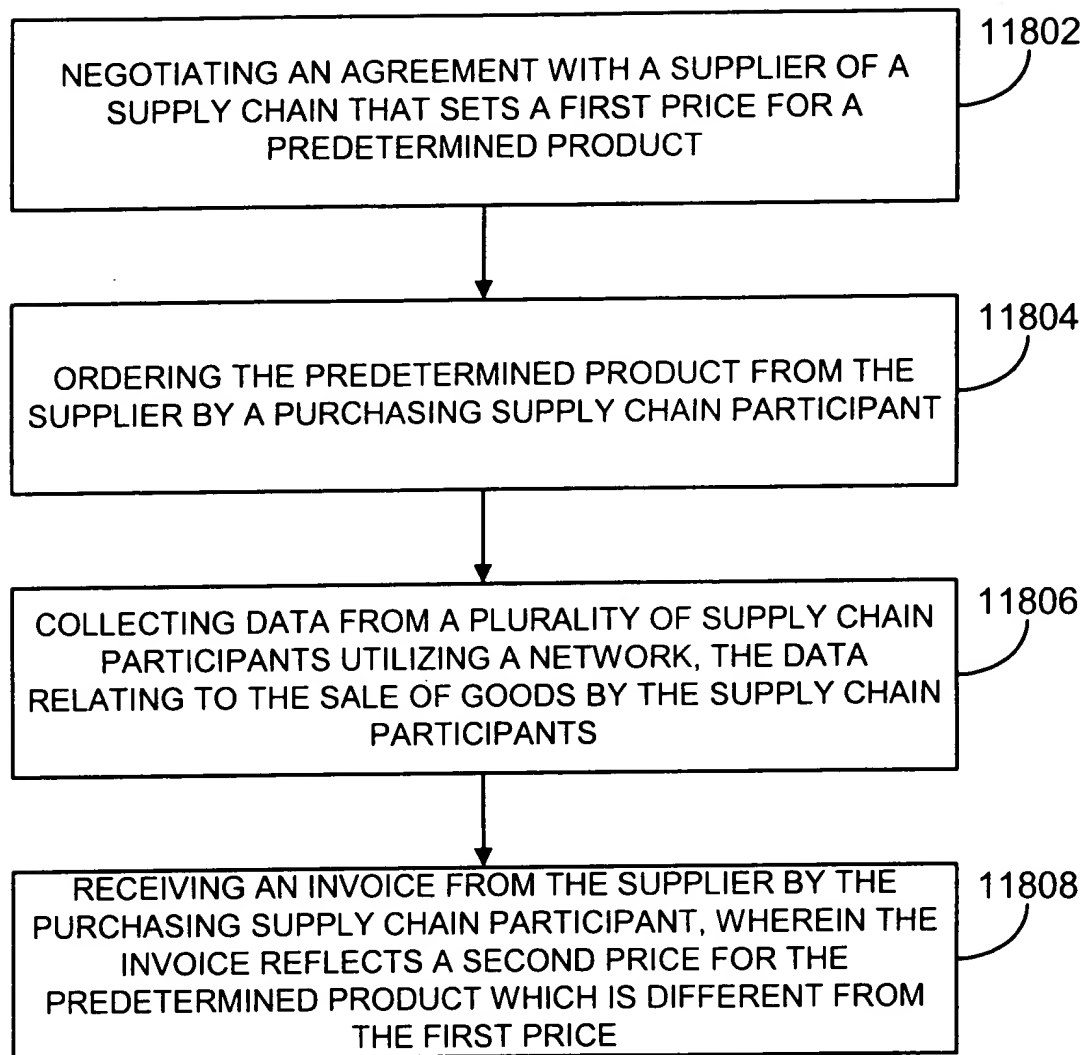 11802
NEGOTIATING AN AGREEMENT WITH A SUPPLIER OF A
SUPPLY CHAIN THAT SETS A FIRST PRICE FOR A
PREDETERMINED PRODUCT
11804
ORDERING THE PREDETERMINED PRODUCT FROM THE
SUPPLIER BY A PURCHASING SUPPLY CHAIN PARTICIPANT
11806
COLLECTING DATA FROM A PLURALITY OF SUPPLY CHAIN
PARTICIPANTS UTILIZING A NETWORK, THE DATA
RELATING TO THE SALE OF GOODS BY THE SUPPLY CHAIN
PARTICIPANTS
11808
RECEIVING AN INVOICE FROM THE SUPPLIER BY THE
PURCHASING SUPPLY CHAIN PARTICIPANT, WHEREIN THE
INVOICE REFLECTS A SECOND PRICE FOR THE
PREDETERMINED PRODUCT WHICH IS DIFFERENT FROM
THE FIRST PRICE